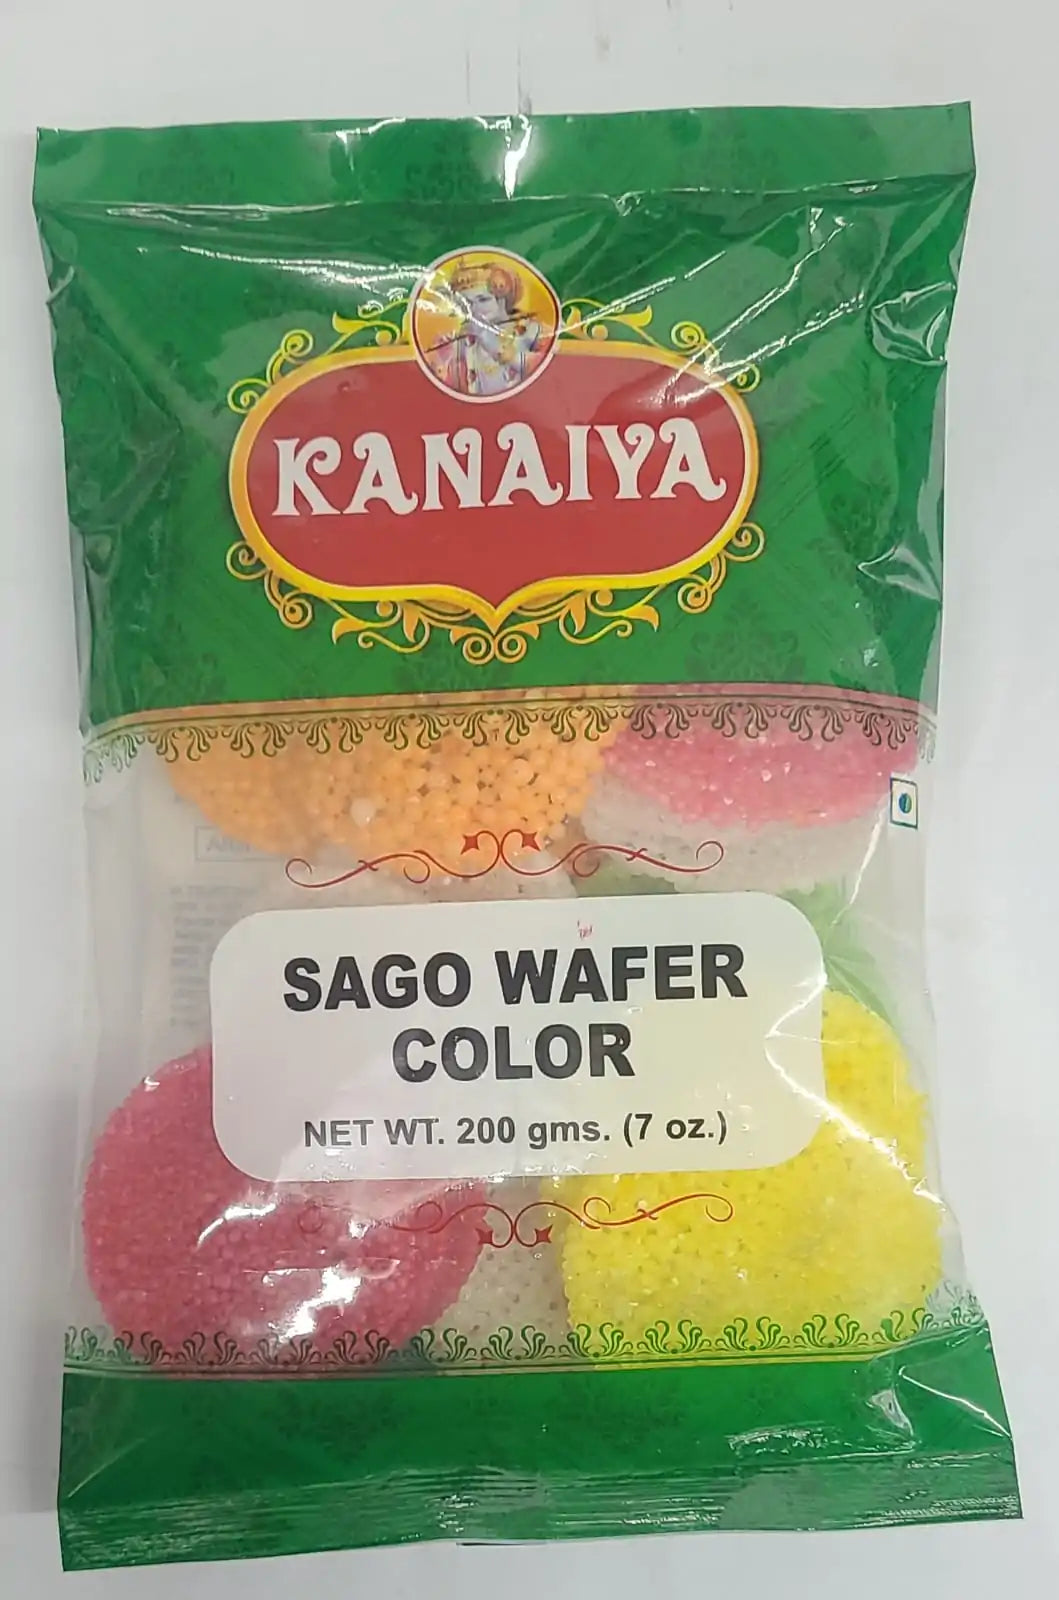 KANAIYA
SAGO WAFER
COLOR
NET WT. 200 gms. (7 oz.)